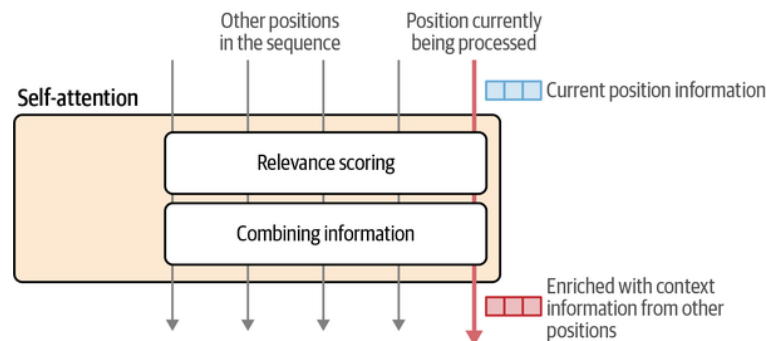 Other positions
in the sequence
Position currently
being processed
Current position information
Self-attention
Relevance scoring
Combining information
Enriched with context
information from other
positions